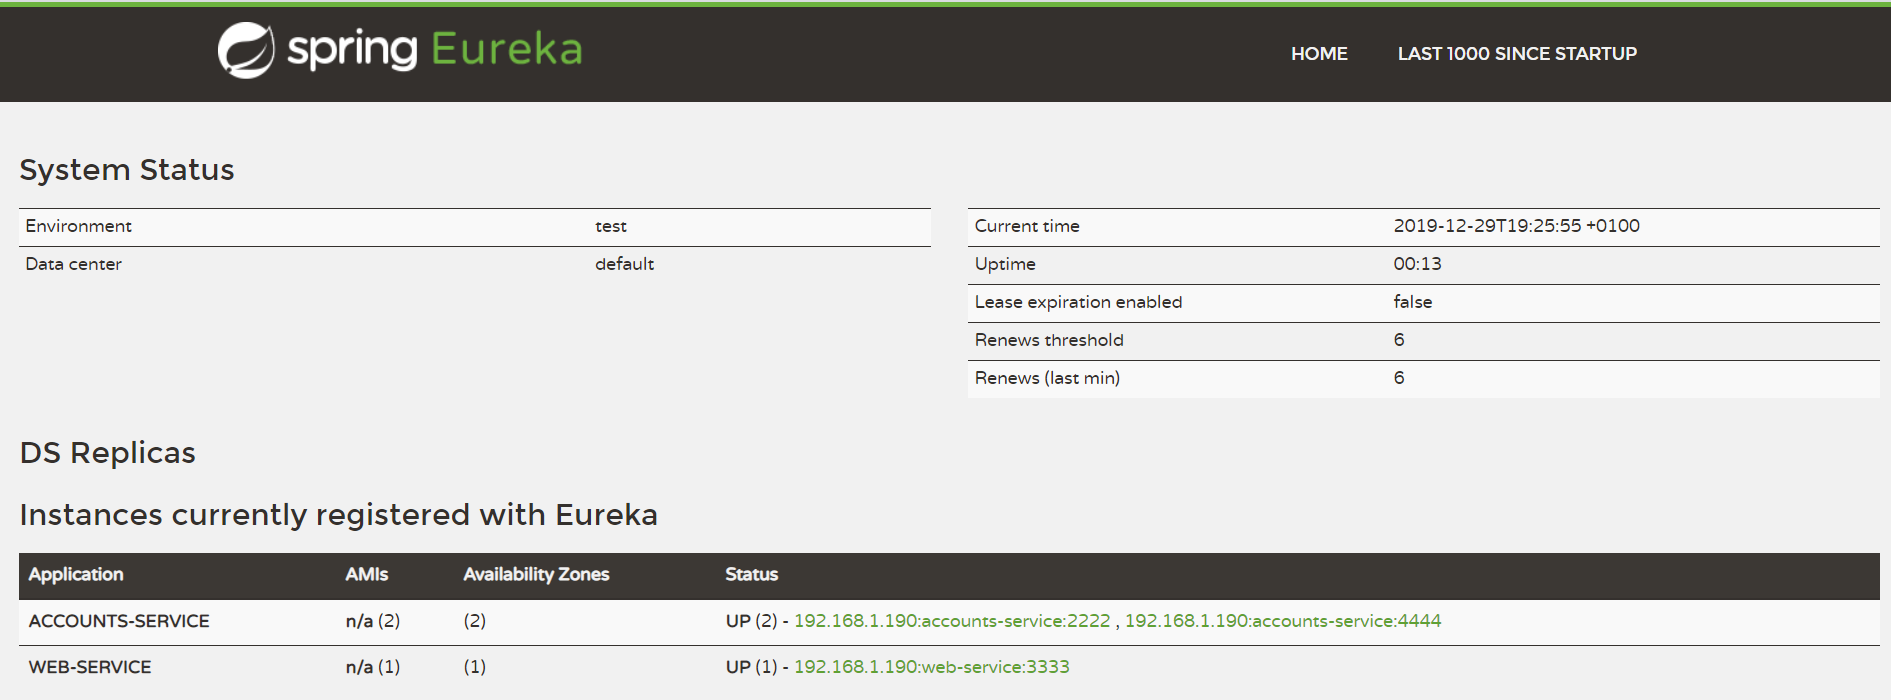 spring Eureka
HOME LAST 1000 SINCE STARTUP
System Status
Environment test
Data center default
Current time 2019-12-29T19:25:55 +0100
Uptime 00:13
Lease expiration enabled false
Renews threshold 6
Renews (last min) 6
DS Replicas
Instances currently registered with Eureka
Application AMIs Availability Zones Status
ACCOUNTS-SERVICE n/a (2) (2) UP (2) - 192.168.1.190:accounts-service:2222 , 192.168.1.190:accounts-service:4444
WEB-SERVICE n/a (1) (1) UP (1) - 192.168.1.190:web-service:3333